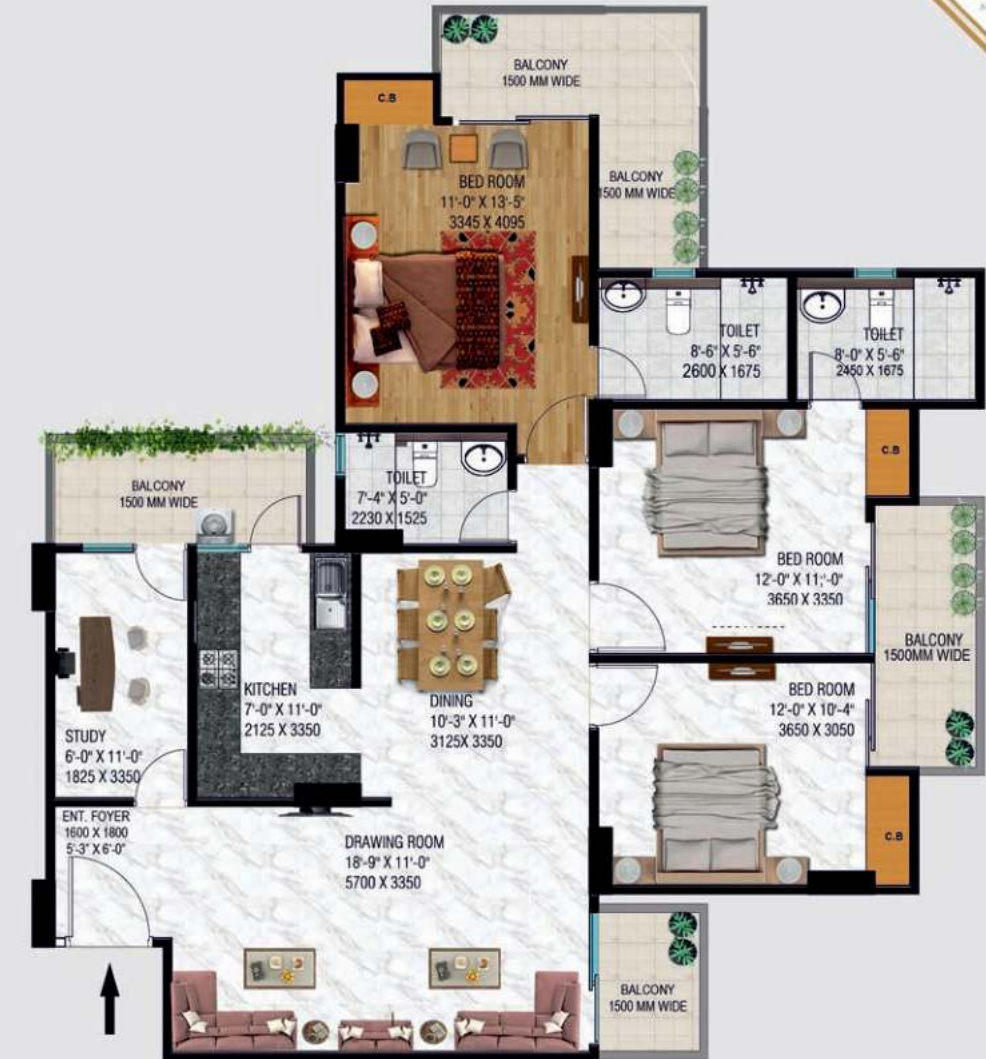 BALCONY
1500 MM WIDE
C.B
BED ROOM
11'-0" X 13'-5"
3345 X 4095
BALCONY
1500 MM WIDE
TOILET
8'-6" X 5'-6"
2600 X 1675
TOILET
8'-0" X 5'-6"
2450 X 1675
BALCONY
1500 MM WIDE
TOILET
7'-4" X 5'-0"
2230 X 1525
C.B
BED ROOM
12'-0" X 11;'-0"
3650 X 3350
BALCONY
1500MM WIDE
KITCHEN
7'-0" X 11'-0"
2125 X 3350
DINING
10'-3" X 11'-0"
3125X 3350
BED ROOM
12'-0" X 10'-4"
3650 X 3050
STUDY
6'-0" X 11'-0"
1825 X 3350
ENT. FOYER
1600 X 1800
5'-3" X 6'-0"
DRAWING ROOM
18'-9" X 11'-0"
5700 X 3350
C.B
BALCONY
1500 MM WIDE